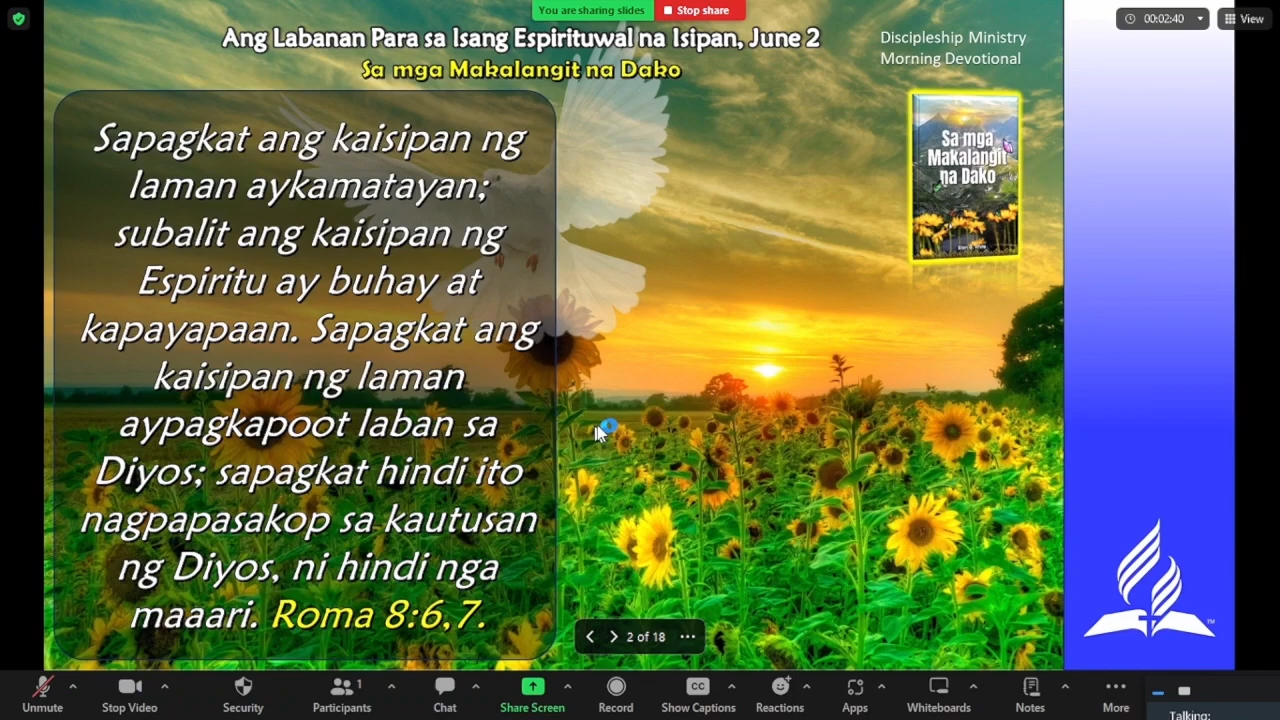 You are sharing slides
Stop share
00:02:40
View
Ang Labanan Para sa Isang Espirituwal na Isipan, June 2
Sa mga Makalangit na Dako
Discipleship Ministry
Morning Devotional
Sa mga
Makalangit
na Dako
Sapagkat ang kaisipan ng
laman aykamatayan;
subalit ang kaisipan ng
Espiritu ay buhay at
kapayapaan. Sapagkat ang
kaisipan ng laman
aypagkapoot laban sa
Diyos; sapagkat hindi ito
nagpapasakop sa kautusan
ng Diyos, ni hindi nga
maaari. Roma 8:6,7.
2 of 18
TM
1
CC
Unmute
Stop Video
Security
Participants
Chat
Share Screen
Record
Show Captions
Reactions
Apps
Whiteboards
Notes
More
Talking: